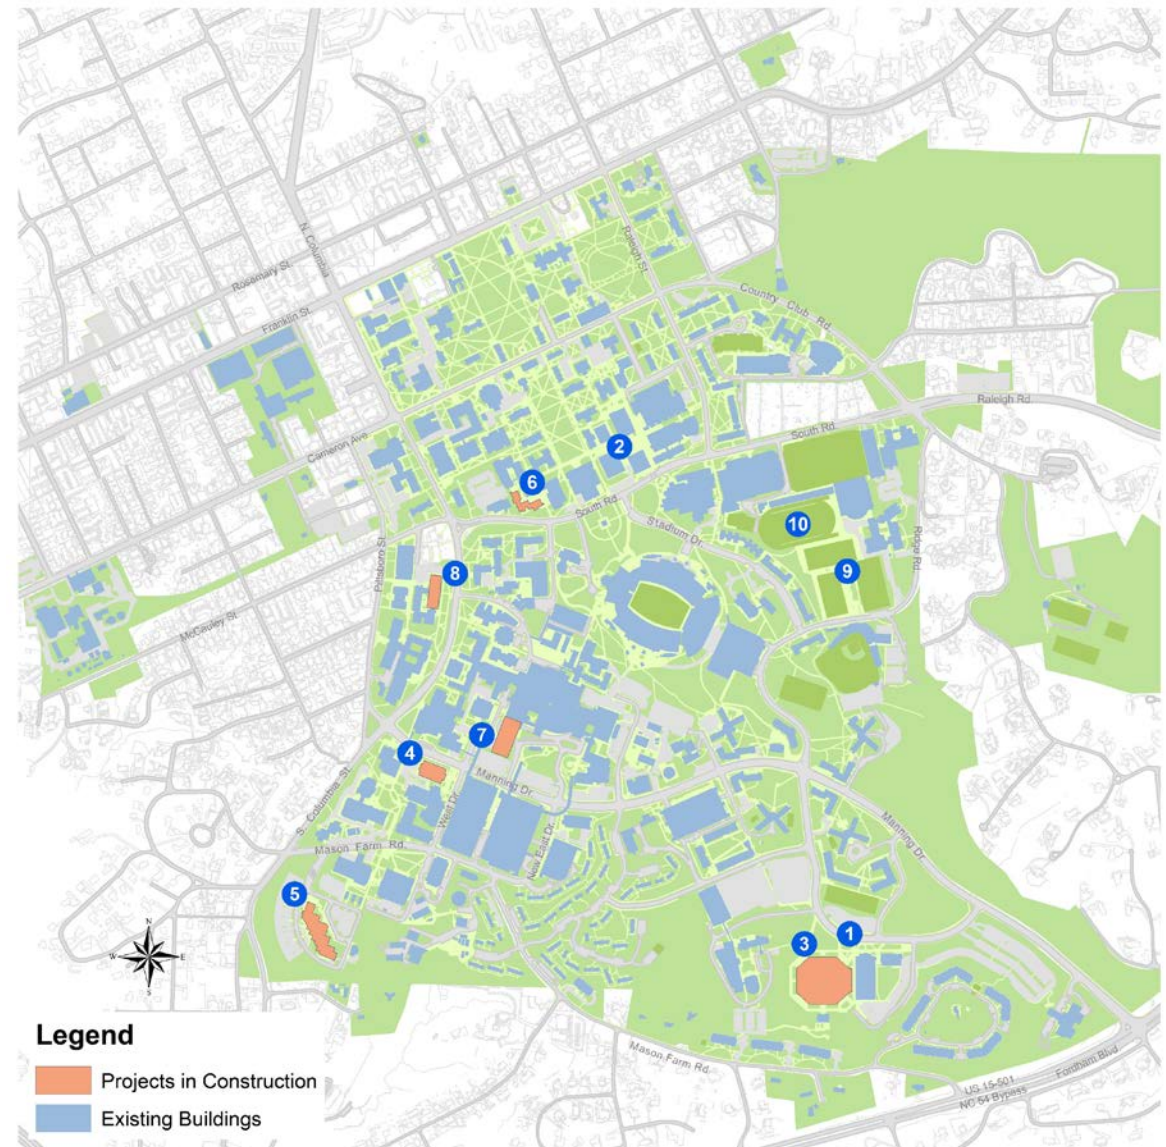 N. Columbia
Raleigh St.
Rosemary St.
Country Club Rd.
Franklin St.
Raleigh Rd.
South Rd.
Cameron Ave
2
6
South Rd.
10
Stadium Dr.
Ridge Rd.
Pittsboro St.
8
9
McCauley St
7
4
Manning Dr.
S. Columbia St.
West Dr.
Manning Dr.
Mason Farm Rd.
New East Dr.
5
1
3
N
W
E
S
Legend
Projects in Construction
Existing Buildings
Mason Farm Rd.
US 15-501
Fordham Blvd
NC 54 Bypass